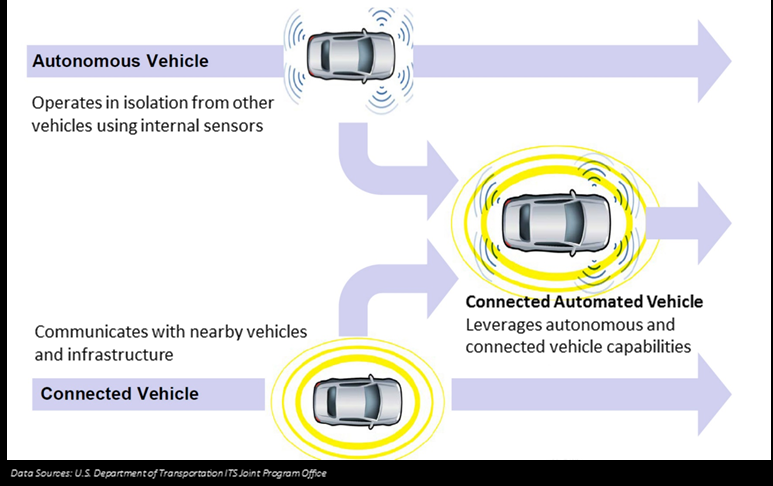 Autonomous Vehicle
Operates in isolation from other
vehicles using internal sensors
Connected Automated Vehicle
Leverages autonomous and
connected vehicle capabilities
Communicates with nearby vehicles
and infrastructure
Connected Vehicle
Data Sources: U.S. Department of Transportation ITS Joint Program Office